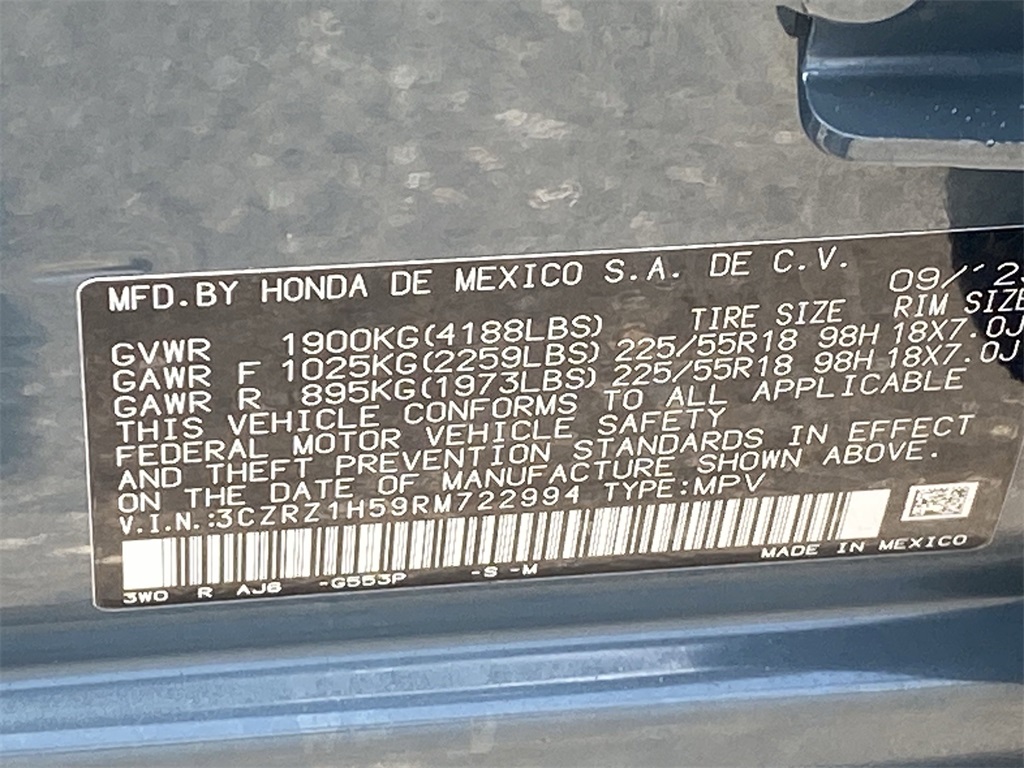 MFD.BY HONDA DE MEXICO S.A. DE C.V.
TIRE SIZE RIM SIZE
GVWR 1900KG(4188LBS)
GAWR F 1025KG(2259LBS) 225/55R18 98H 18X7.0J
GAWR R 895KG(1973LBS) 225/55R18 98H 18X7.0J
THIS VEHICLE CONFORMS TO ALL APPLICABLE
FEDERAL MOTOR VEHICLE SAFETY
AND THEFT PREVENTION STANDARDS IN EFFECT
ON THE DATE OF MANUFACTURE SHOWN ABOVE.
V.I.N.:3CZRZ1H59RM722994 TYPE:MPV
3WO R AJ6 -G553P -S -M MADE IN MEXICO